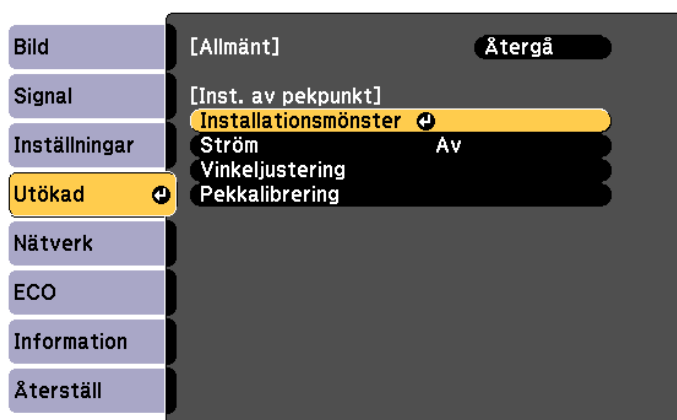 Bild
Signal
Inställningar
Utökad
Nätverk
ECO
Information
Återställ
[Allmänt] Återgå
[Inst. av pekpunkt]
Installationsmönster
Ström Av
Vinkeljustering
Pekkalibrering